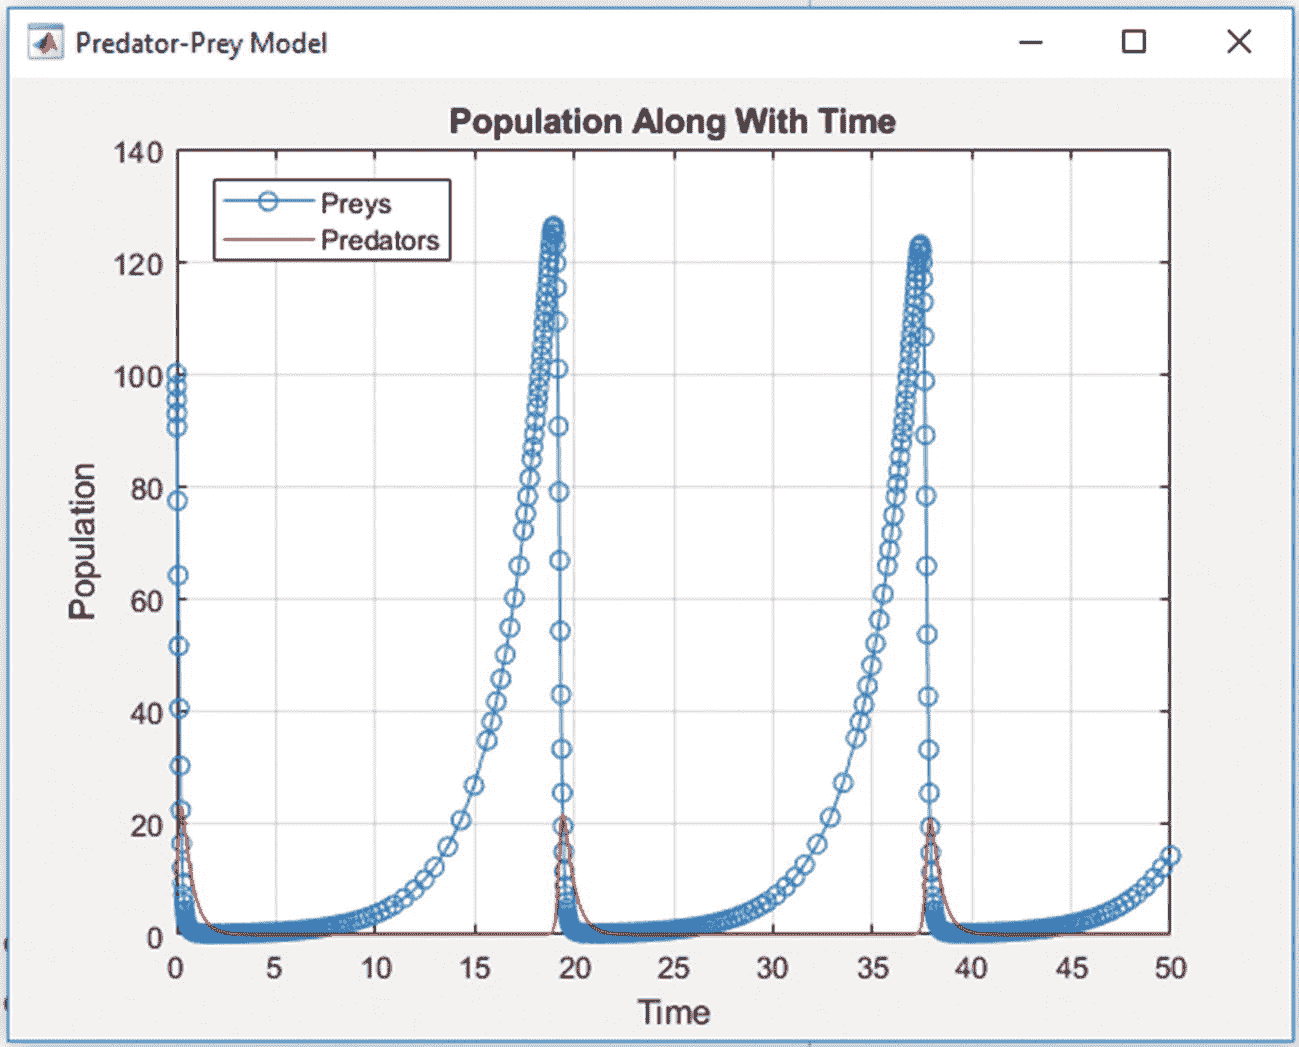 Predator-Prey Model
Population Along With Time
Preys
Predators
Population
140
120
100
80
60
40
20
0
0 5 10 15 20 25 30 35 40 45 50
Time